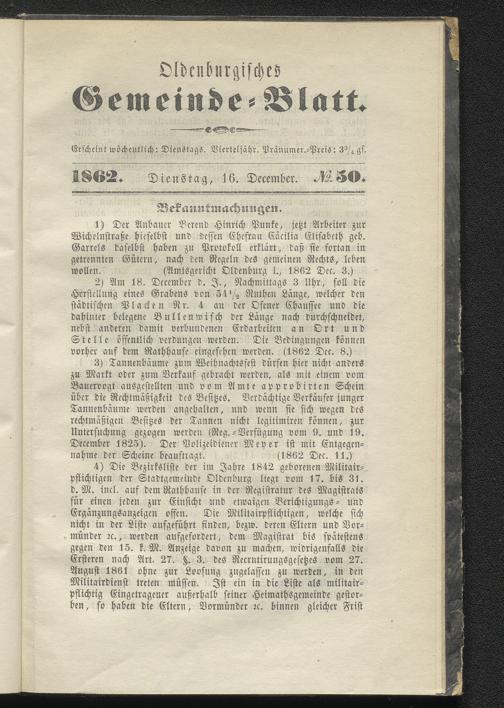 Oldenburgisches
Gemeinde-Blatt.
Erscheint wöchentlich: Dienstags. Vierteljähr. Pränumer.-Preis: 3¾ gſ.
1862. Dienstag, 16. December. № 50.
Bekanntmachungen.
1) Der Anbauer Berend Hinrich Punke, jetzt Arbeiter zur
Wichelnstraße hieselbst und dessen Ehefrau Cäcilia Elisabeth geb.
Garrels daselbst haben zu Protokoll erklärt, daß sie fortan in
getrennten Gütern, nach den Regeln des gemeinen Rechts, leben
wollen. (Amtsgericht Oldenburg I., 1862 Dec. 3.)
2) Am 18. December d. J., Nachmittags 3 Uhr, soll die
Herstellung eines Grabens von 54½ Ruthen Länge, welcher den
städtischen Placken Nr. 4 an der Ofener Chaussee und die
dahinter belegene Bullenwisch der Länge nach durchschneidet,
nebst anderen damit verbundenen Erdarbeiten an Ort und
Stelle öffentlich verdungen werden. Die Bedingungen können
vorher auf dem Rathhause eingesehen werden. (1862 Dec. 8.)
3) Tannenbäume zum Weihnachtsfest dürfen hier nicht anders
zu Markt oder zum Verkauf gebracht werden, als mit einem vom
Bauervogt ausgestellten und vom Amte approbirten Schein
über die Rechtmäßigkeit des Besitzes. Verdächtige Verkäufer junger
Tannenbäume werden angehalten, und wenn sie sich wegen des
rechtmäßigen Besitzes der Tannen nicht legitimiren können, zur
Untersuchung gezogen werden (Reg.-Verfügung vom 9. und 19.
December 1825). Der Polizeidiener Meyer ist mit Entgegen-
nahme der Scheine beauftragt. (1862 Dec. 11.)
4) Die Bezirksliste der im Jahre 1842 geborenen Militair-
pflichtigen der Stadtgemeinde Oldenburg liegt vom 17. bis 31.
d. M. incl. auf dem Rathhause in der Registratur des Magistrats
für einen jeden zur Einsicht und etwaigen Berichtigungs- und
Ergänzungsanzeigen offen. Die Militairpflichtigen, welche sich
nicht in der Liste aufgeführt finden, bezw. deren Eltern und Vor-
münder ꝛc., werden aufgefordert, dem Magistrat bis spätestens
gegen den 15. k. M. Anzeige davon zu machen, widrigenfalls die
Ersteren nach Art. 27. §. 3. des Recrutirungsgesetzes vom 27.
August 1861 ohne zur Loosung zugelassen zu werden, in den
Militairdienst treten müssen. Ist ein in die Liste als militair-
pflichtig Eingetragener außerhalb seiner Heimathsgemeinde gestor-
ben, so haben die Eltern, Vormünder ꝛc. binnen gleicher Frist